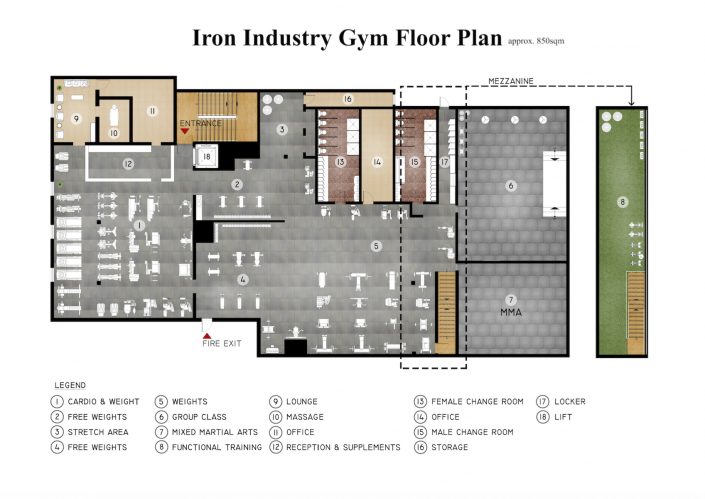 Iron Industry Gym Floor Plan approx. 850sqm
MEZZANINE
16
ENTRANCE
9
10
11
3
18
12
13
14
15
17
2
6
8
1
5
4
7
MMA
FIRE EXIT
LEGEND
1 CARDIO & WEIGHT
2 FREE WEIGHTS
3 STRETCH AREA
4 FREE WEIGHTS
5 WEIGHTS
6 GROUP CLASS
7 MIXED MARTIAL ARTS
8 FUNCTIONAL TRAINING
9 LOUNGE
10 MASSAGE
11 OFFICE
12 RECEPTION & SUPPLEMENTS
13 FEMALE CHANGE ROOM
14 OFFICE
15 MALE CHANGE ROOM
16 STORAGE
17 LOCKER
18 LIFT